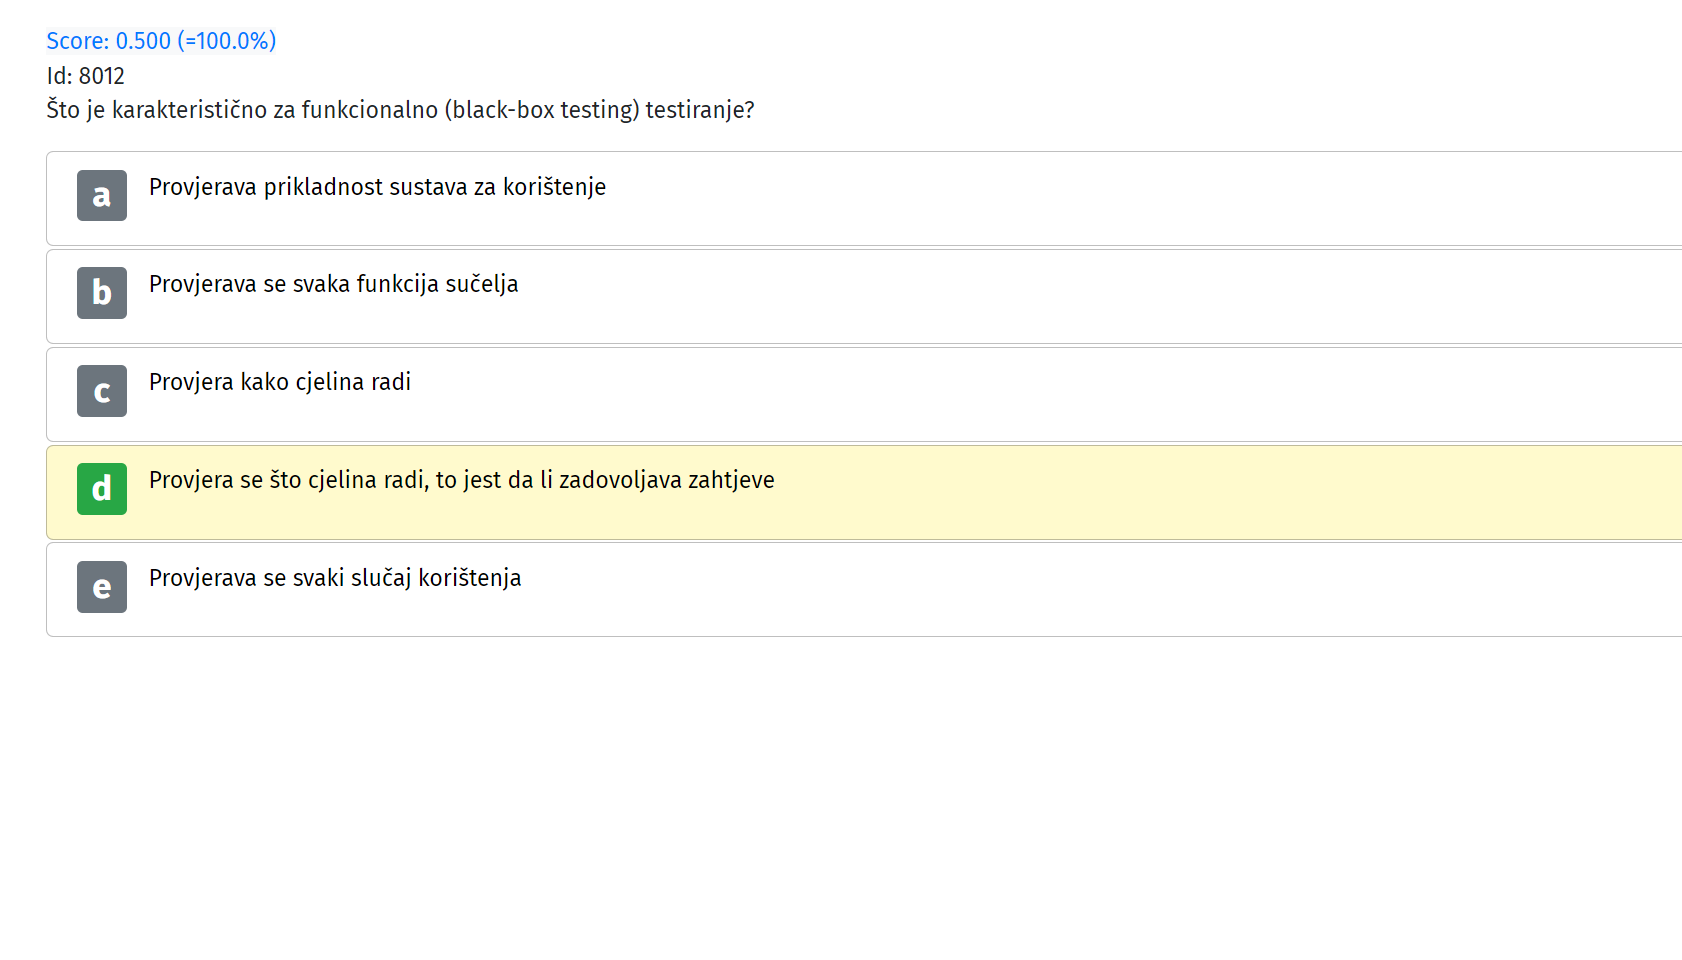 Score: 0.500 (=100.0%)
Id: 8012
Što je karakteristično za funkcionalno (black-box testing) testiranje?
a Provjerava prikladnost sustava za korištenje
b Provjerava se svaka funkcija sučelja
c Provjera kako cjelina radi
d Provjera se što cjelina radi, to jest da li zadovoljava zahtjeve
e Provjerava se svaki slučaj korištenja